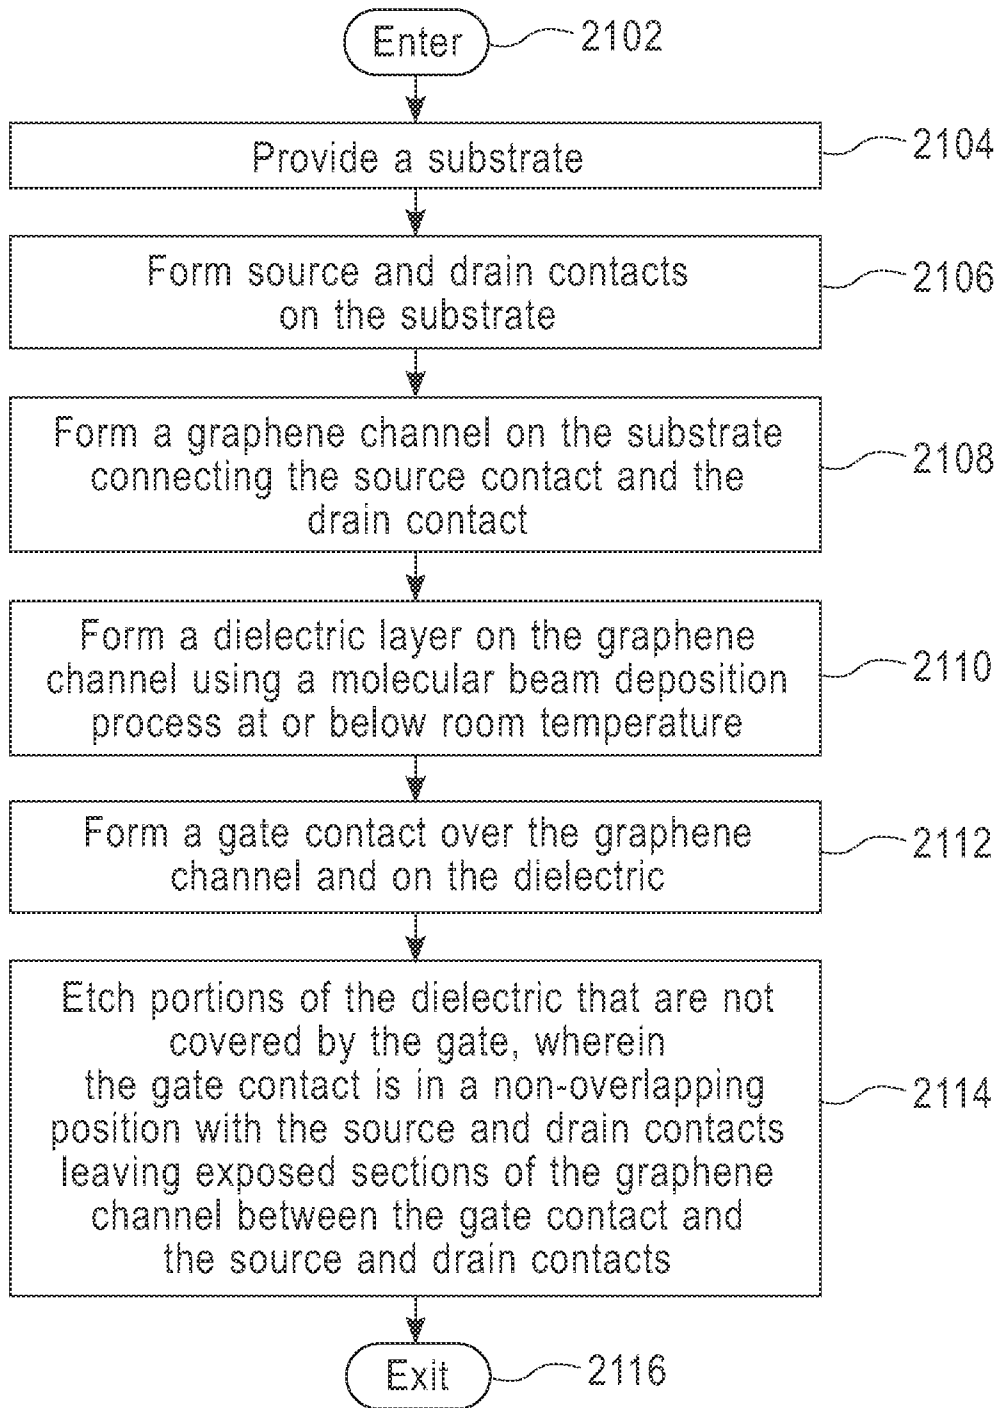 Enter
2102
Provide a substrate
2104
Form source and drain contacts
on the substrate
2106
Form a graphene channel on the substrate
connecting the source contact and the
drain contact
2108
Form a dielectric layer on the graphene
channel using a molecular beam deposition
process at or below room temperature
2110
Form a gate contact over the graphene
channel and on the dielectric
2112
Etch portions of the dielectric that are not
covered by the gate, wherein
the gate contact is in a non-overlapping
position with the source and drain contacts
leaving exposed sections of the graphene
channel between the gate contact and
the source and drain contacts
2114
Exit
2116